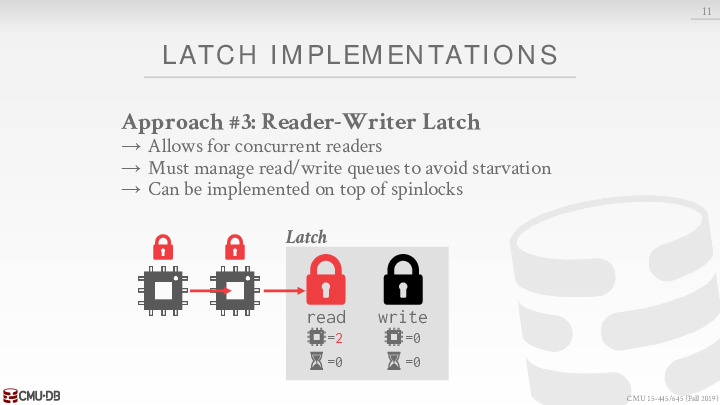 11
LATCH IMPLEMENTATIONS
Approach #3: Reader-Writer Latch
→ Allows for concurrent readers
→ Must manage read/write queues to avoid starvation
→ Can be implemented on top of spinlocks
Latch
read write
=2 =0
=0 =0
CMU·DB
CMU 15-445/645 (Fall 2019)